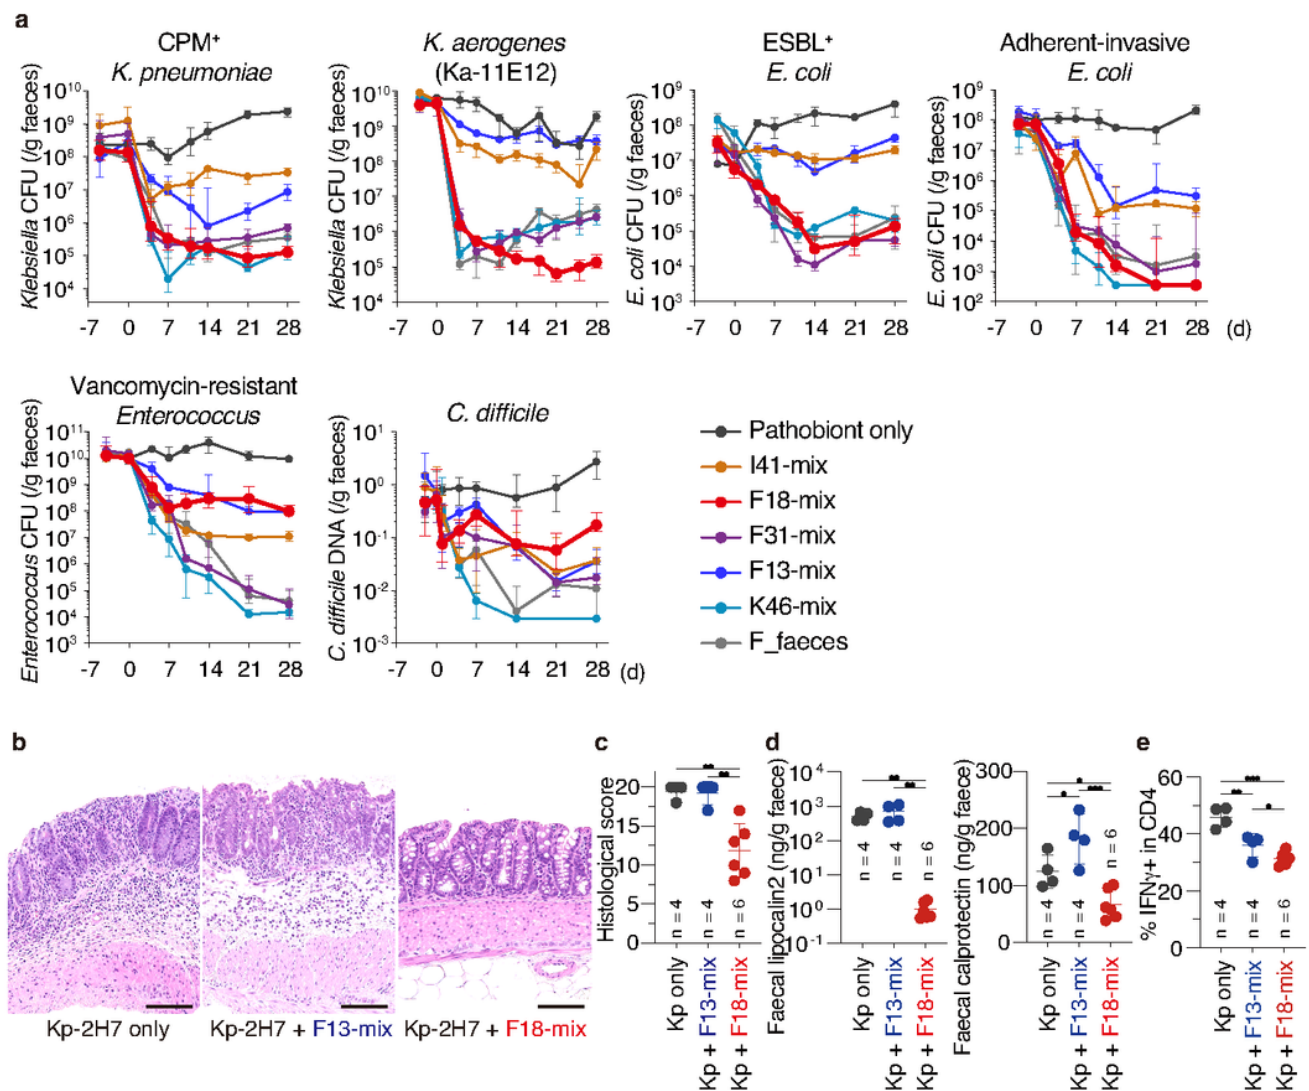 a
CPM⁺
K. pneumoniae
Klebsiella CFU (/g faeces)
10¹⁰
10⁹
10⁸
10⁷
10⁶
10⁵
10⁴
-7 0 7 14 21 28
K. aerogenes
(Ka-11E12)
Klebsiella CFU (/g faeces)
10¹⁰
10⁹
10⁸
10⁷
10⁶
10⁵
10⁴
-7 0 7 14 21 28
ESBL⁺
E. coli
E. coli CFU (/g faeces)
10⁹
10⁸
10⁷
10⁶
10⁵
10⁴
10³
-7 0 7 14 21 28
Adherent-invasive
E. coli
E. coli CFU (/g faeces)
10⁹
10⁸
10⁷
10⁶
10⁵
10⁴
10³
10²
-7 0 7 14 21 28 (d)
Vancomycin-resistant
Enterococcus
Enterococcus CFU (/g faeces)
10¹¹
10¹⁰
10⁹
10⁸
10⁷
10⁶
10⁵
10⁴
10³
-7 0 7 14 21 28
C. difficile
C. difficile DNA (/g faeces)
10¹
10⁰
10⁻¹
10⁻²
10⁻³
-7 0 7 14 21 28 (d)
Pathobiont only
I41-mix
F18-mix
F31-mix
F13-mix
K46-mix
F_faeces
b
Kp-2H7 only
Kp-2H7 + F13-mix
Kp-2H7 + F18-mix
c
Histological score
20
15
10
5
0
**
**
n = 4
n = 4
n = 6
Kp only
Kp + F13-mix
Kp + F18-mix
d
Faecal lipocalin2 (ng/g faece)
10⁴
10³
10²
10¹
10⁰
10⁻¹
**
**
n = 4
n = 4
n = 6
Kp only
Kp + F13-mix
Kp + F18-mix
Faecal calprotectin (ng/g faece)
300
200
100
0
*
*
***
n = 4
n = 4
n = 6
Kp only
Kp + F13-mix
Kp + F18-mix
e
% IFNγ+ in CD4
60
40
20
0
***
**
*
n = 4
n = 4
n = 6
Kp only
Kp + F13-mix
Kp + F18-mix